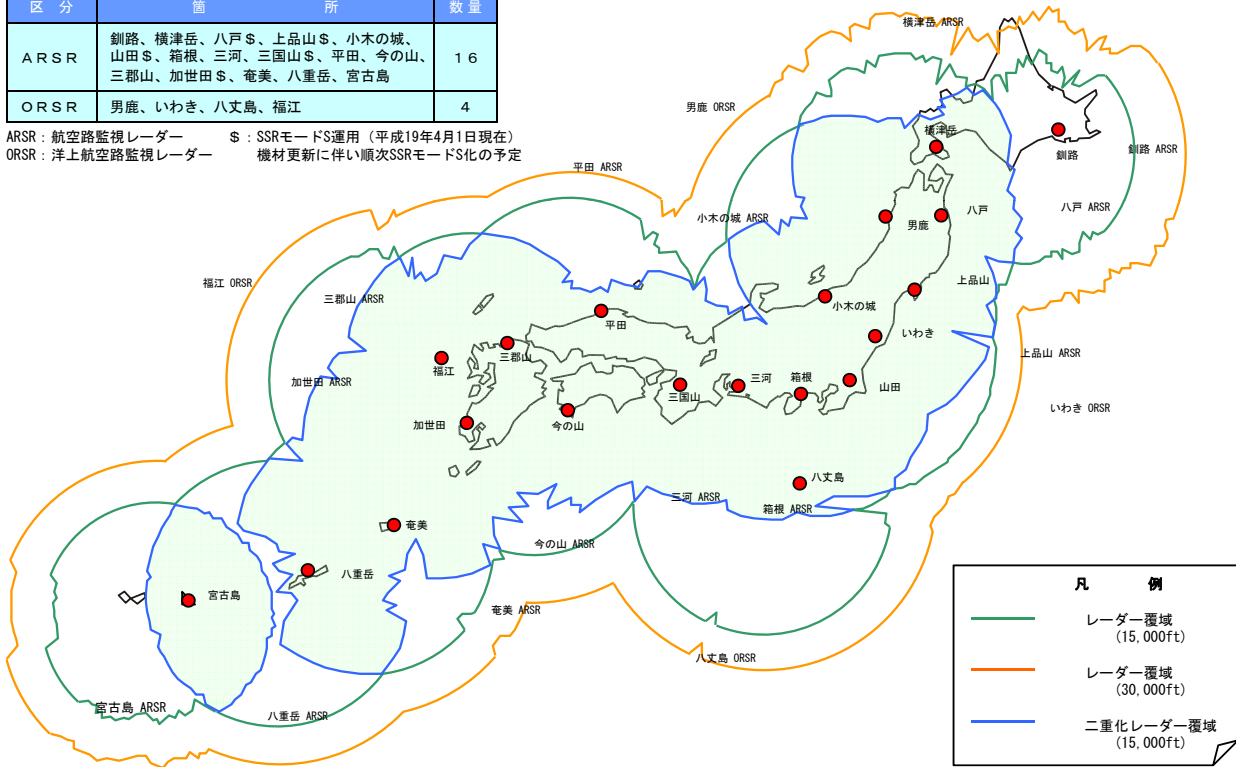 区 分 箇 所 数 量
ARSR
釧路、横津岳、八戸＄、上品山＄、小木の城、
山田＄、箱根、三河、三国山＄、平田、今の山、
三郡山、加世田＄、奄美、八重岳、宮古島
16
ORSR 男鹿、いわき、八丈島、福江 4
ARSR：航空路監視レーダー ＄：SSRモードS運用（平成19年4月1日現在）
ORSR：洋上航空路監視レーダー 機材更新に伴い順次SSRモードS化の予定
横津岳 ARSR
男鹿 ORSR
横津岳
釧路
釧路 ARSR
平田 ARSR
小木の城 ARSR
男鹿
八戸
八戸 ARSR
福江 ORSR
三郡山 ARSR
小木の城
上品山
平田
いわき
三郡山
福江
上品山 ARSR
加世田 ARSR
三国山
三河
箱根
山田
いわき ORSR
加世田
今の山
八丈島
三河 ARSR
箱根 ARSR
奄美
今の山 ARSR
八重岳
宮古島
奄美 ARSR
八丈島 ORSR
宮古島 ARSR
八重岳 ARSR
凡 例
レーダー覆域
(15,000ft)
レーダー覆域
(30,000ft)
二重化レーダー覆域
(15,000ft)